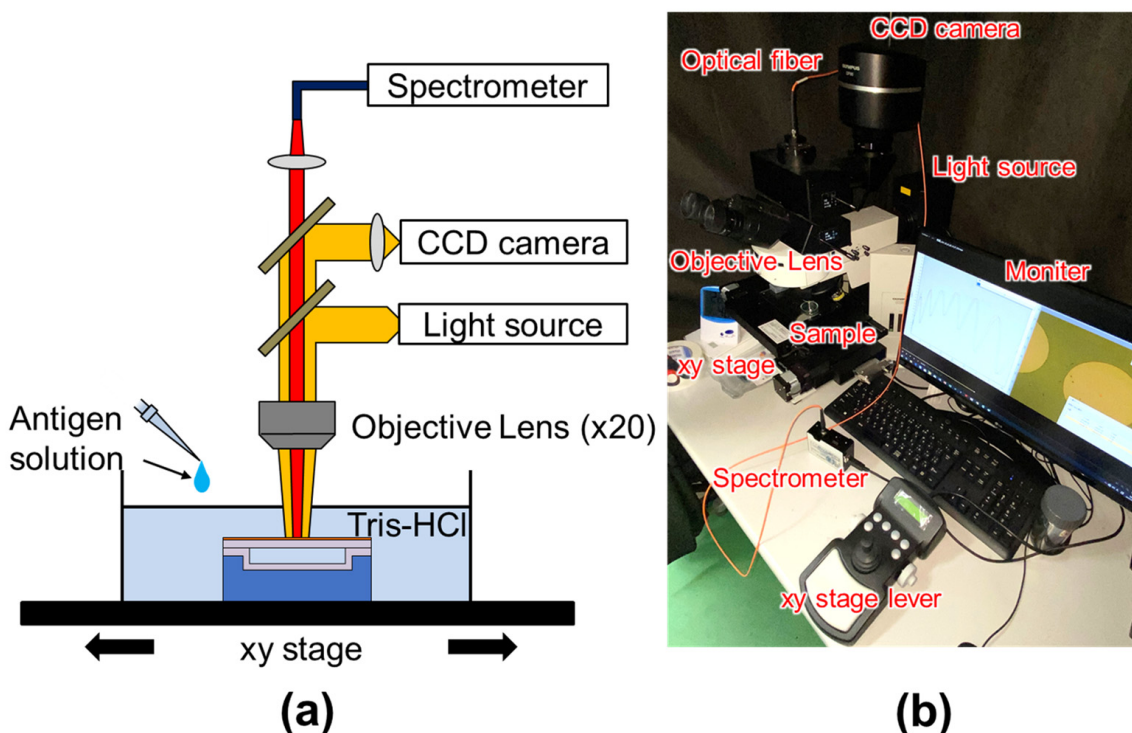 Spectrometer
CCD camera
Light source
Objective Lens (x20)
Antigen
solution
Tris-HCl
xy stage
(a)
CCD camera
Optical fiber
OLYMPUS
Light source
Objective Lens
Moniter
Sample
xy stage
Spectrometer
xy stage lever
(b)